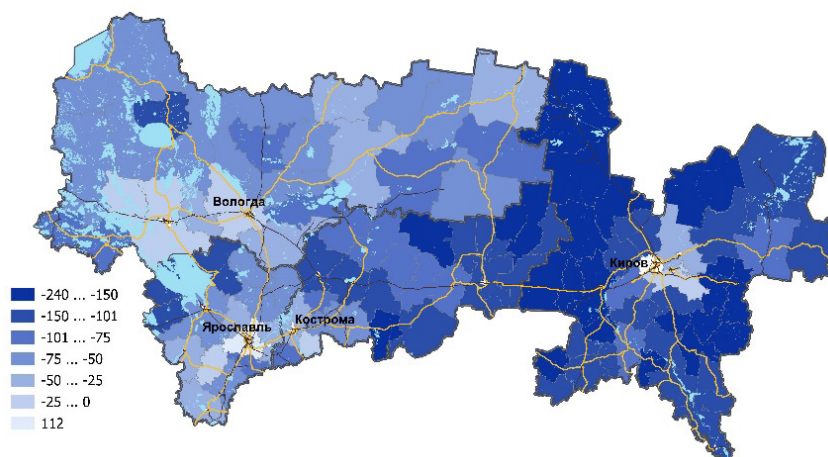 Вологда
Киров
Ярославль
Кострома
-240 ... -150
-150 ... -101
-101 ... -75
-75 ... -50
-50 ... -25
-25 ... 0
112